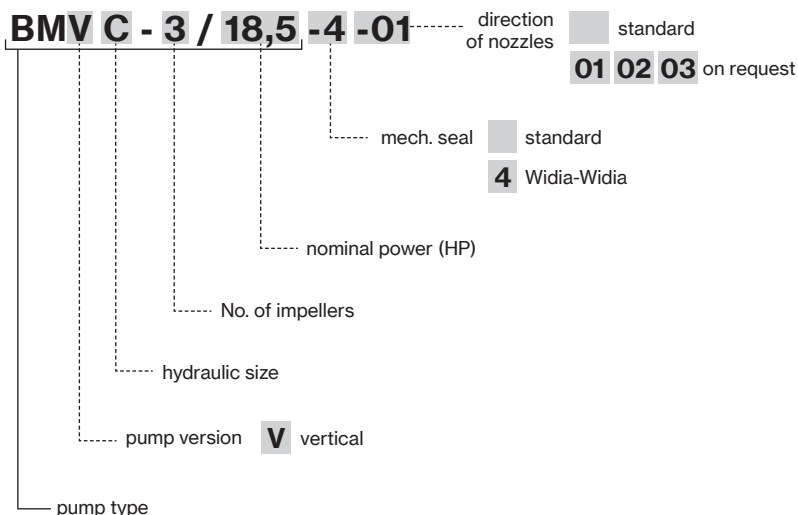 BMV C - 3 / 18,5 -4 -01
direction
of nozzles
standard
01 02 03 on request
mech. seal
standard
4 Widia-Widia
nominal power (HP)
No. of impellers
hydraulic size
pump version V vertical
pump type